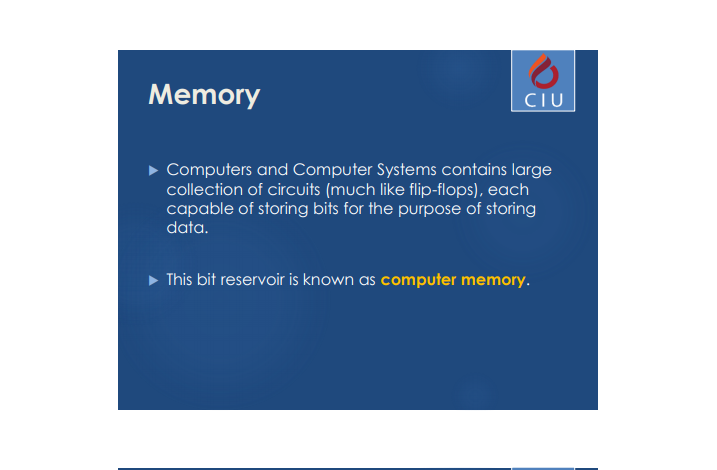 CIU
Memory
Computers and Computer Systems contains large
collection of circuits (much like flip-flops), each
capable of storing bits for the purpose of storing
data.
This bit reservoir is known as computer memory.